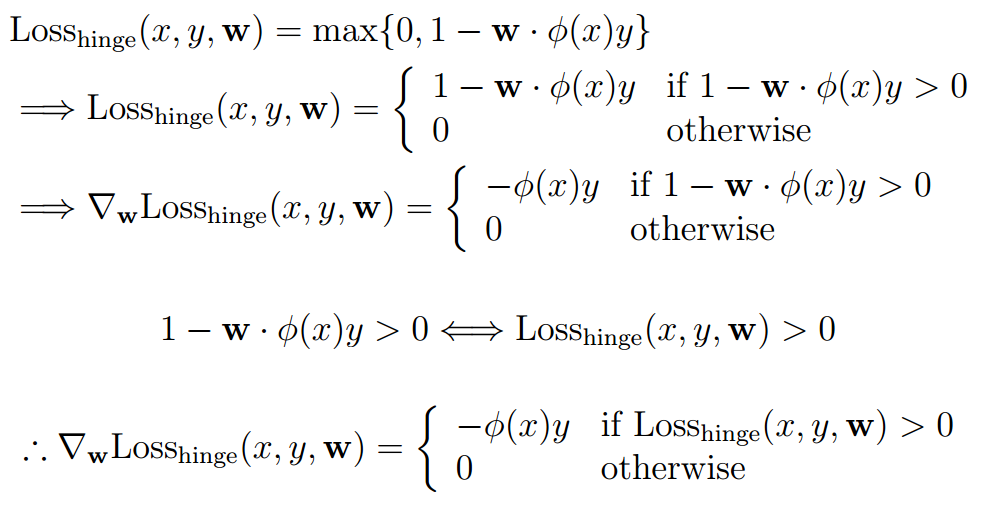 Loss_hinge(x, y, w) = max{0, 1 − w · ϕ(x)y}
⟹ Loss_hinge(x, y, w) = { 1 − w · ϕ(x)y if 1 − w · ϕ(x)y > 0
0 otherwise
⟹ ∇_w Loss_hinge(x, y, w) = { −ϕ(x)y if 1 − w · ϕ(x)y > 0
0 otherwise
1 − w · ϕ(x)y > 0 ⟺ Loss_hinge(x, y, w) > 0
∴ ∇_w Loss_hinge(x, y, w) = { −ϕ(x)y if Loss_hinge(x, y, w) > 0
0 otherwise